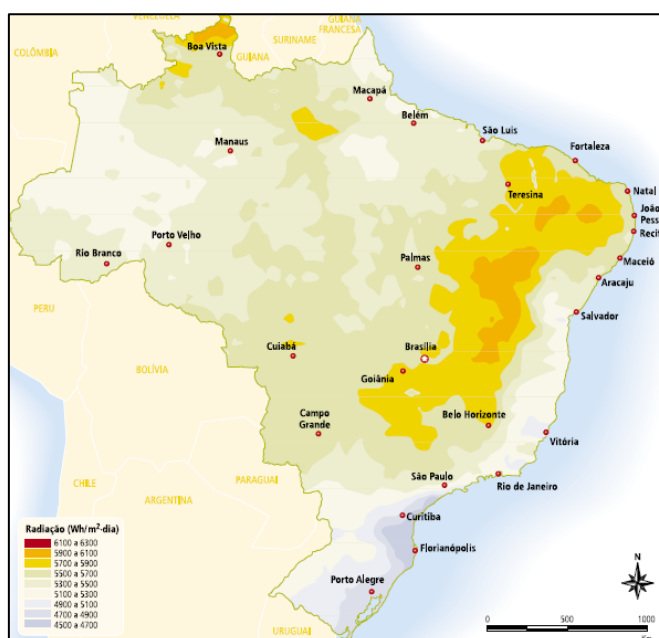 VENEZUELA
GUIANA
FRANCESA
SURINAME
COLÔMBIA
Boa Vista
GUIANA
Macapá
Belém
São Luis
Fortaleza
Manaus
Teresina
Natal
João
Pess
Recif
Porto Velho
Rio Branco
Palmas
Maceió
Aracaju
Salvador
PERU
Cuiabá
Brasília
Goiânia
BOLÍVIA
Belo Horizonte
Campo
Grande
Vitória
CHILE
PARAGUAI
São Paulo
Rio de Janeiro
ARGENTINA
Curitiba
Florianópolis
Porto Alegre
URUGUAI
Radiação (Wh/m²·dia)
6100 a 6300
5900 a 6100
5700 a 5900
5500 a 5700
5300 a 5500
5100 a 5300
4900 a 5100
4700 a 4900
4500 a 4700
N
0 500 1000